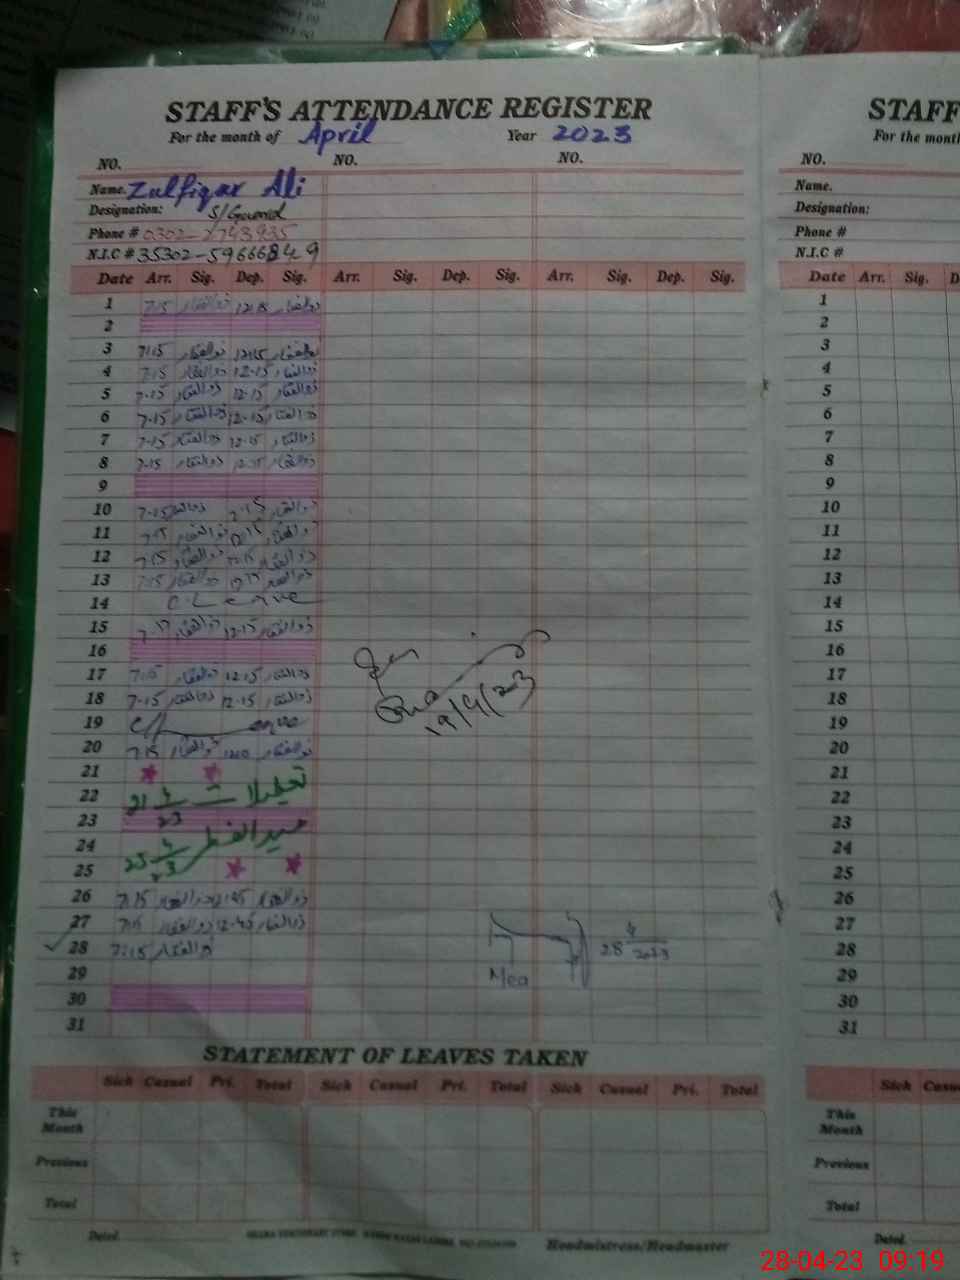 STAFF'S ATTENDANCE REGISTER
For the month of April Year 2023
NO. NO. NO.
Name. Zulfiqar Ali
Designation: S/Guard
Phone #
N.I.C # 35302-5966684-9
Date Arr. Sig. Dep. Sig. Arr. Sig. Dep. Sig. Arr. Sig. Dep. Sig.
1 7.15 ذوالفقار 12.15 ذوالفقار
2
3 7:15 ذوالفقار 12:15 ذوالفقار
4 7.15 ذوالفقار 12-15 ذوالفقار
5 7.15 ذوالفقار 12.15 ذوالفقار
6 7.15 ذوالفقار 12.15 ذوالفقار
7 7.15 ذوالفقار 12.15 ذوالفقار
8 7.15 ذوالفقار 12.15 ذوالفقار
9
10 7.15 ذوالفقار ذوالفقار
11 7.15 ذوالفقار 12.15 ذوالفقار
12 7.15 ذوالفقار 12.15 ذوالفقار
13 7.15 ذوالفقار ذوالفقار
14 C.Leave
15 ذوالفقار 12.15 ذوالفقار
16
17 7.15 ذوالفقار 12.15 ذوالفقار
18 7.15 ذوالفقار 12.15 ذوالفقار
19
19/4/203
20 7.15 ذوالفقار ذوالفقار
21
22 تعطیلات 21 4/23
23
24 عید الفطر 25 4/23
25
26 7.15 ذوالفقار 12.45 ذوالفقار
27 7.15 ذوالفقار 12-45 ذوالفقار
28 7:15 ذوالفقار
Mea 28 4/2023
29
30
31
STATEMENT OF LEAVES TAKEN
Sick Casual Pri. Total Sick Casual Pri. Total Sick Casual Pri. Total
This Month
Previous
Total
Dated
Headmistress/Headmaster
STAFF
For the month
NO.
Name.
Designation:
Phone #
N.I.C #
Date Arr. Sig. D
1
2
3
4
5
6
7
8
9
10
11
12
13
14
15
16
17
18
19
20
21
22
23
24
25
26
27
28
29
30
31
Sick Casu
This Month
Previous
Total
Dated
28-04-23 09:19